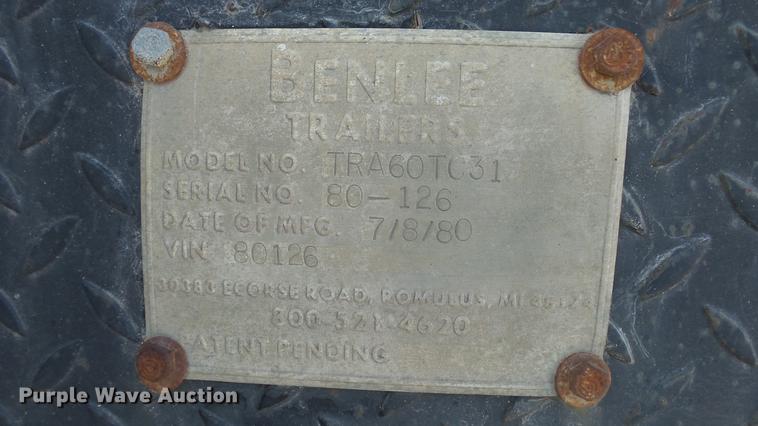 BENLEE
TRAILERS
MODEL NO. TRA60TC31
SERIAL NO. 80-126
DATE OF MFG. 7/8/80
VIN 80126
ECORSE ROAD, ROMULUS, MI
800-521-4620
PATENT PENDING
Purple Wave Auction